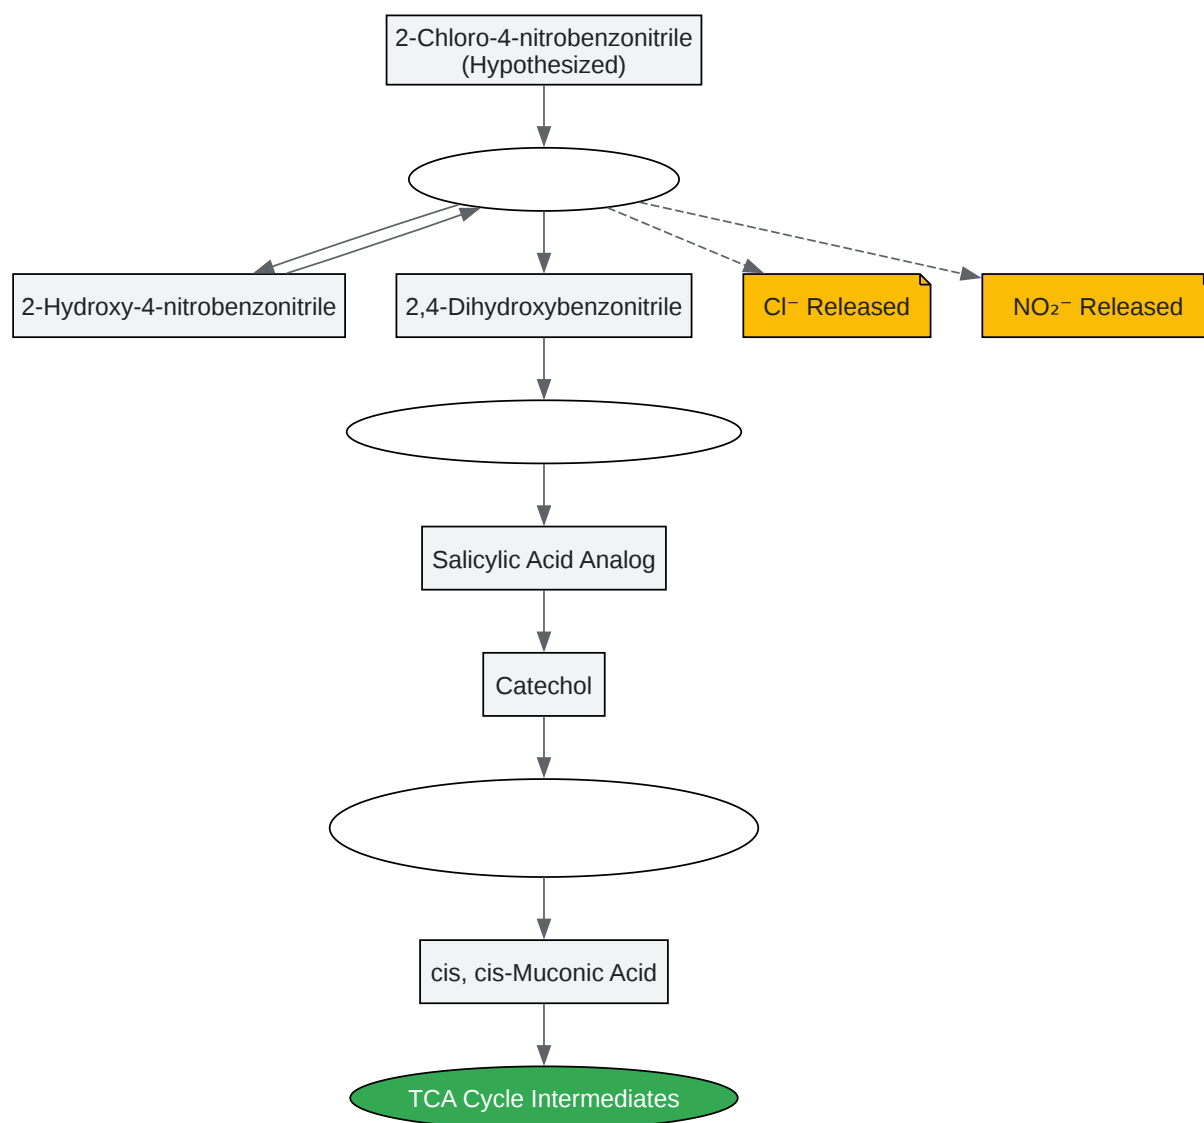 2-Chloro-4-nitrobenzonitrile
(Hypothesized)
2-Hydroxy-4-nitrobenzonitrile
2,4-Dihydroxybenzonitrile
Cl⁻ Released
NO₂⁻ Released
Salicylic Acid Analog
Catechol
cis, cis-Muconic Acid
TCA Cycle Intermediates